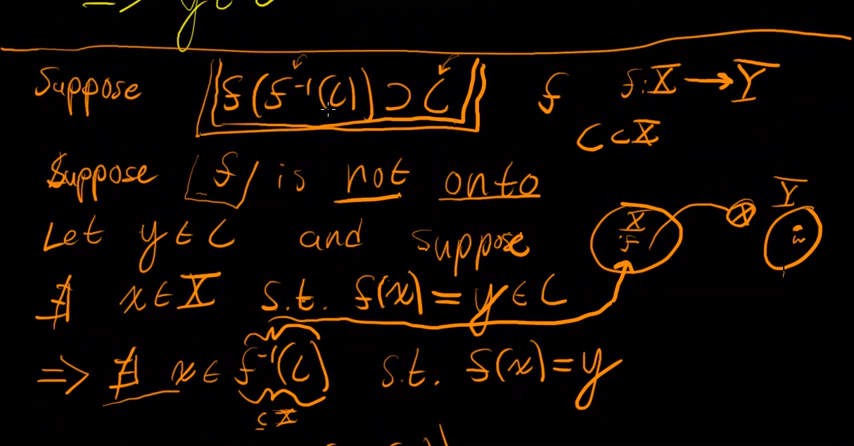 => y ∈ C
Suppose f(f⁻¹(C)) ⊃ C f f: X → Y
C ⊂ X
Suppose f is not onto
Let y ∈ C and suppose
∄ x ∈ X s.t. f(x) = y ∈ C
=> ∄ x ∈ f⁻¹(C) s.t. f(x) = y
⊆ X
X
f
Y